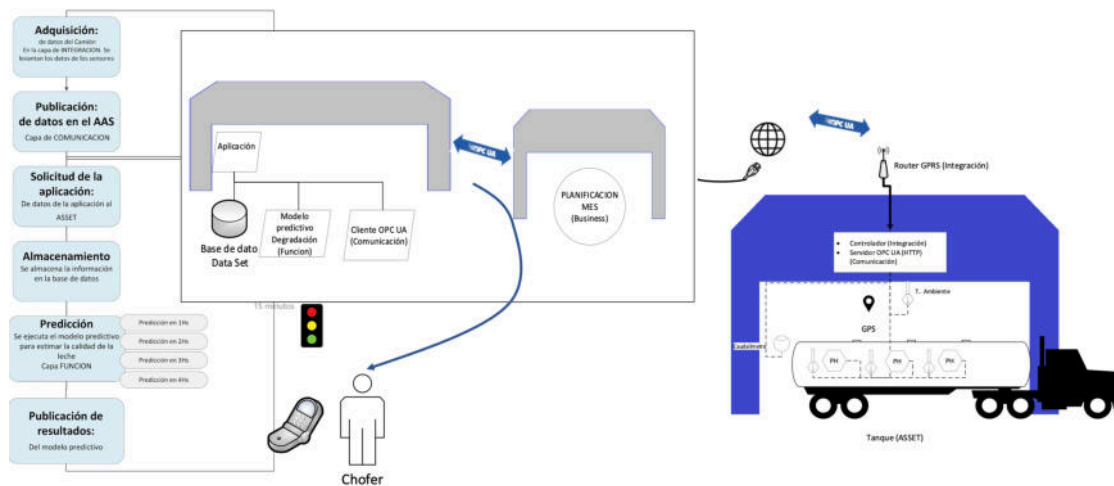 Adquisición:
de datos del Camión
En la capa de INTEGRACION. Se
levantan los datos de los sensores
Publicación:
de datos en el AAS
Capa de COMUNICACION
Solicitud de la
aplicación:
De datos de la aplicación al
ASSET
Almacenamiento
Se almacena la información
en la base de datos
Predicción
Se ejecuta el modelo predictivo
para estimar la calidad de la
leche
Capa FUNCION
Predicción en 1Hs
Predicción en 2Hs
Predicción en 3Hs
Predicción en 4Hs
Publicación de
resultados:
Del modelo predictivo
Aplicación
Base de dato
Data Set
Modelo
predictivo
Degradación
(Funcion)
Cliente OPC UA
(Comunicación)
OPC UA
PLANIFICACION
MES
(Business)
15 minutos
Chofer
OPC UA
Router GPRS (Integración)
• Controlador (Integración)
• Servidor OPC UA (HTTP)
(Comunicación)
T.. Ambiente
GPS
PH
PH
PH
Tanque (ASSET)